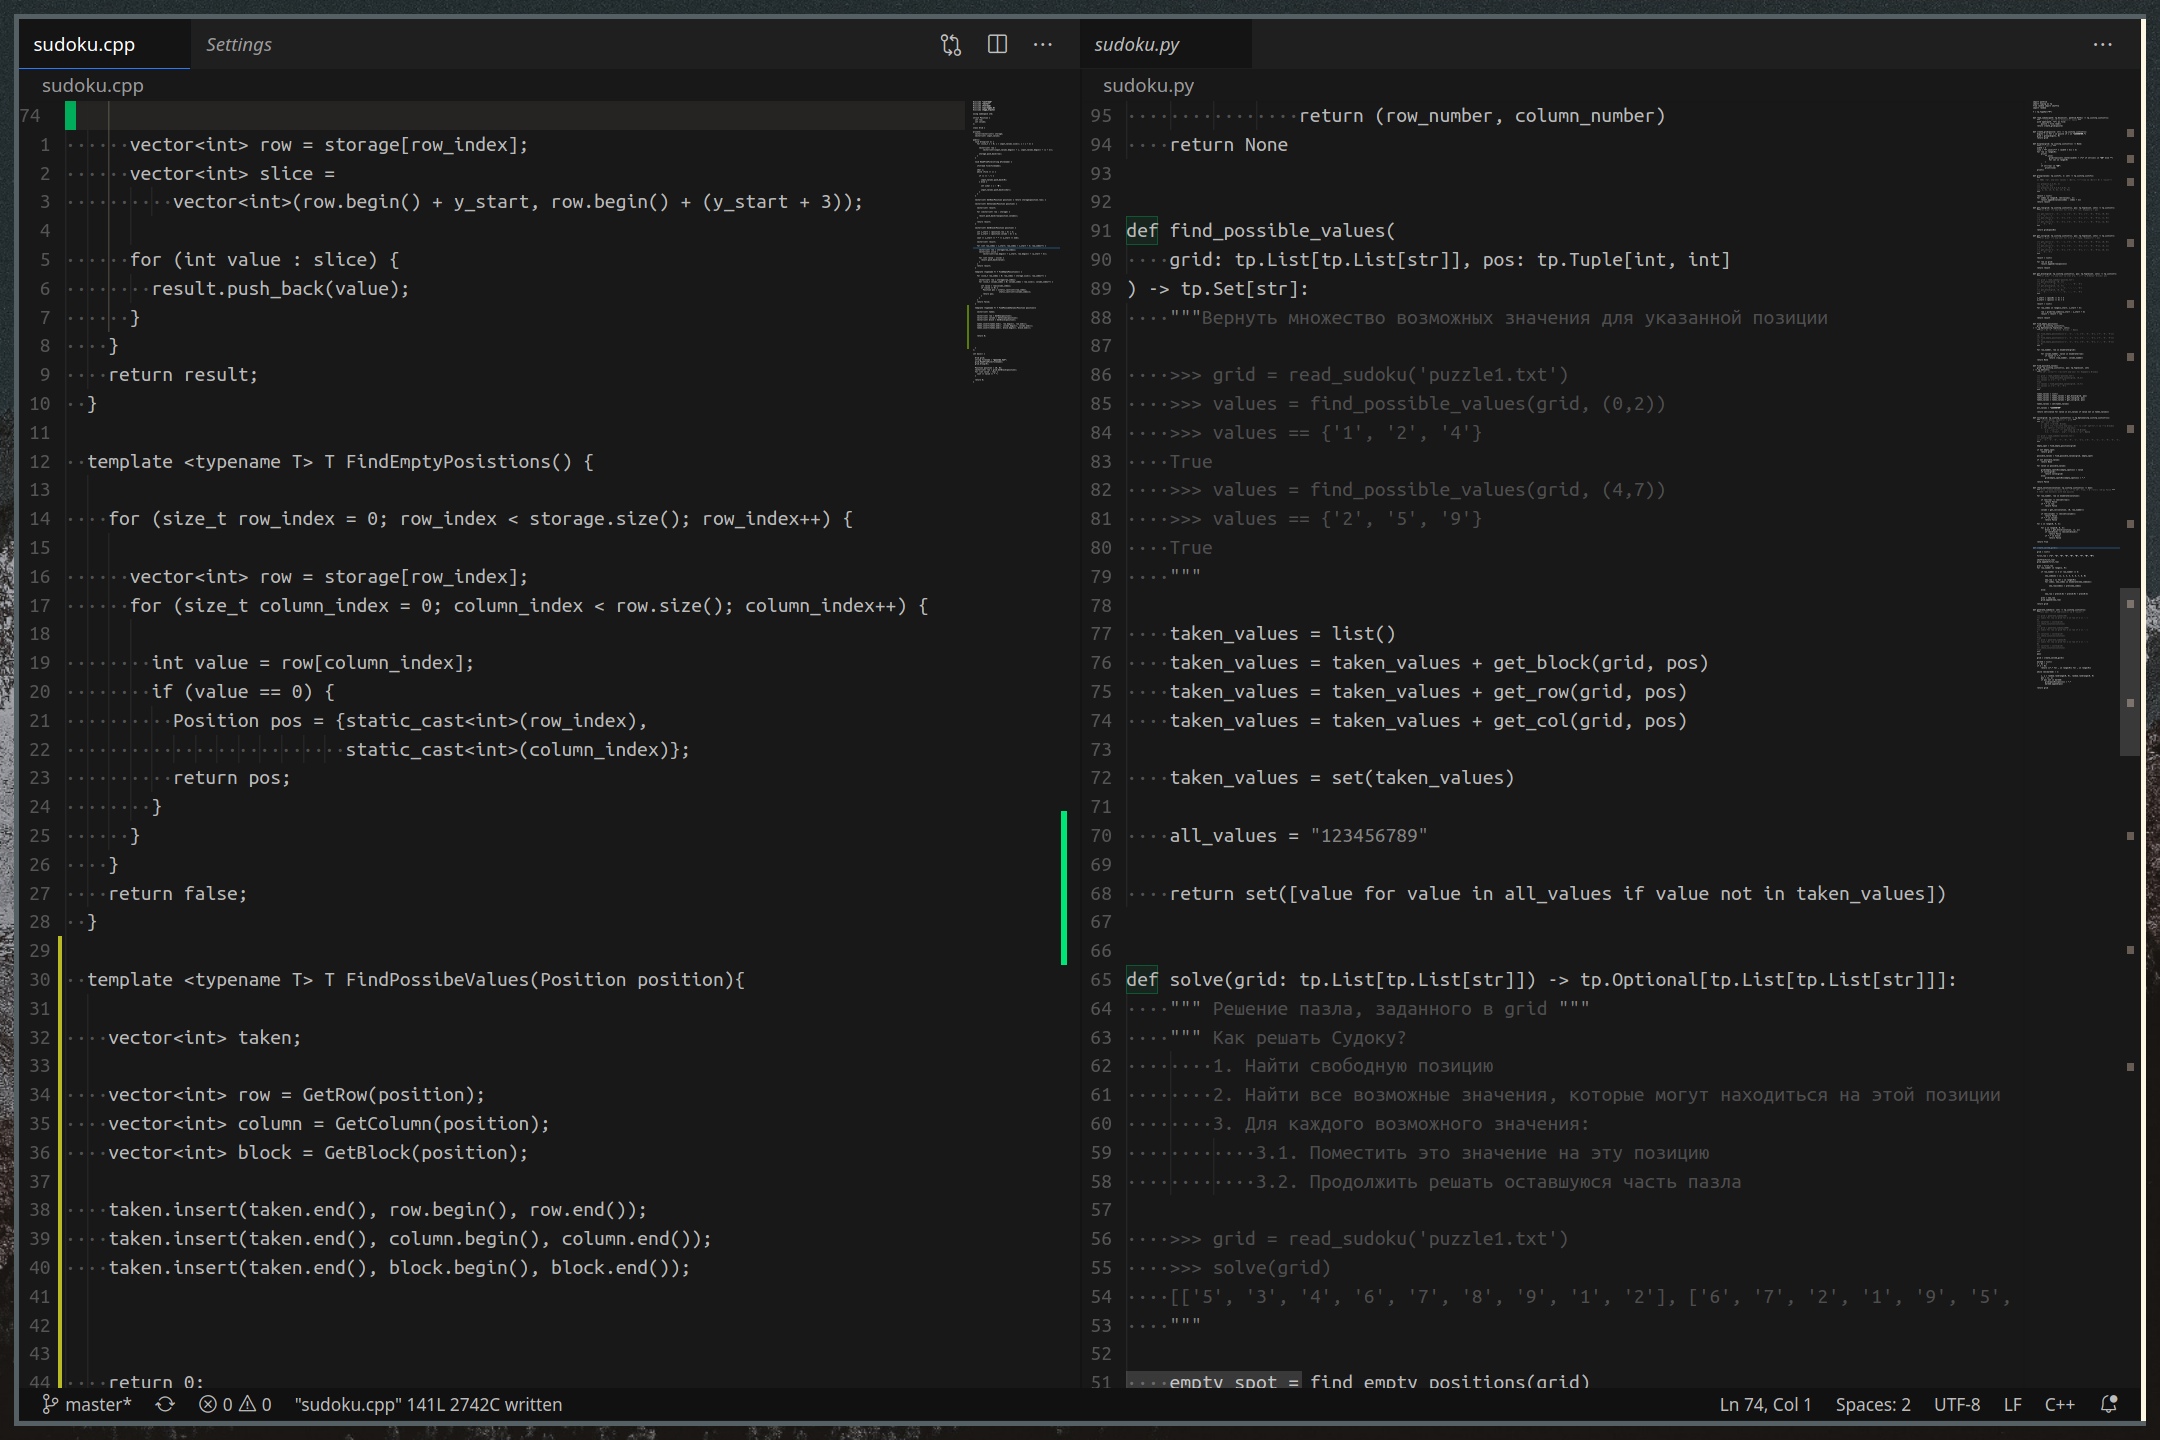 sudoku.cpp Settings
sudoku.cpp
74
1 vector<int> row = storage[row_index];
2 vector<int> slice =
3 vector<int>(row.begin() + y_start, row.begin() + (y_start + 3));
4
5 for (int value : slice) {
6 result.push_back(value);
7 }
8 }
9 return result;
10 }
11
12 template <typename T> T FindEmptyPosistions() {
13
14 for (size_t row_index = 0; row_index < storage.size(); row_index++) {
15
16 vector<int> row = storage[row_index];
17 for (size_t column_index = 0; column_index < row.size(); column_index++) {
18
19 int value = row[column_index];
20 if (value == 0) {
21 Position pos = {static_cast<int>(row_index),
22 static_cast<int>(column_index)};
23 return pos;
24 }
25 }
26 }
27 return false;
28 }
29
30 template <typename T> T FindPossibeValues(Position position){
31
32 vector<int> taken;
33
34 vector<int> row = GetRow(position);
35 vector<int> column = GetColumn(position);
36 vector<int> block = GetBlock(position);
37
38 taken.insert(taken.end(), row.begin(), row.end());
39 taken.insert(taken.end(), column.begin(), column.end());
40 taken.insert(taken.end(), block.begin(), block.end());
41
42
43
44 return 0;
sudoku.py
sudoku.py
95 return (row_number, column_number)
94 return None
93
92
91 def find_possible_values(
90 grid: tp.List[tp.List[str]], pos: tp.Tuple[int, int]
89 ) -> tp.Set[str]:
88 """Вернуть множество возможных значения для указанной позиции
87
86 >>> grid = read_sudoku('puzzle1.txt')
85 >>> values = find_possible_values(grid, (0,2))
84 >>> values == {'1', '2', '4'}
83 True
82 >>> values = find_possible_values(grid, (4,7))
81 >>> values == {'2', '5', '9'}
80 True
79 """
78
77 taken_values = list()
76 taken_values = taken_values + get_block(grid, pos)
75 taken_values = taken_values + get_row(grid, pos)
74 taken_values = taken_values + get_col(grid, pos)
73
72 taken_values = set(taken_values)
71
70 all_values = "123456789"
69
68 return set([value for value in all_values if value not in taken_values])
67
66
65 def solve(grid: tp.List[tp.List[str]]) -> tp.Optional[tp.List[tp.List[str]]]:
64 """ Решение пазла, заданного в grid """
63 """ Как решать Судоку?
62 1. Найти свободную позицию
61 2. Найти все возможные значения, которые могут находиться на этой позиции
60 3. Для каждого возможного значения:
59 3.1. Поместить это значение на эту позицию
58 3.2. Продолжить решать оставшуюся часть пазла
57
56 >>> grid = read_sudoku('puzzle1.txt')
55 >>> solve(grid)
54 [['5', '3', '4', '6', '7', '8', '9', '1', '2'], ['6', '7', '2', '1', '9', '5',
53 """
52
51 empty_spot = find_empty_positions(grid)
master* 0 0 "sudoku.cpp" 141L 2742C written Ln 74, Col 1 Spaces: 2 UTF-8 LF C++